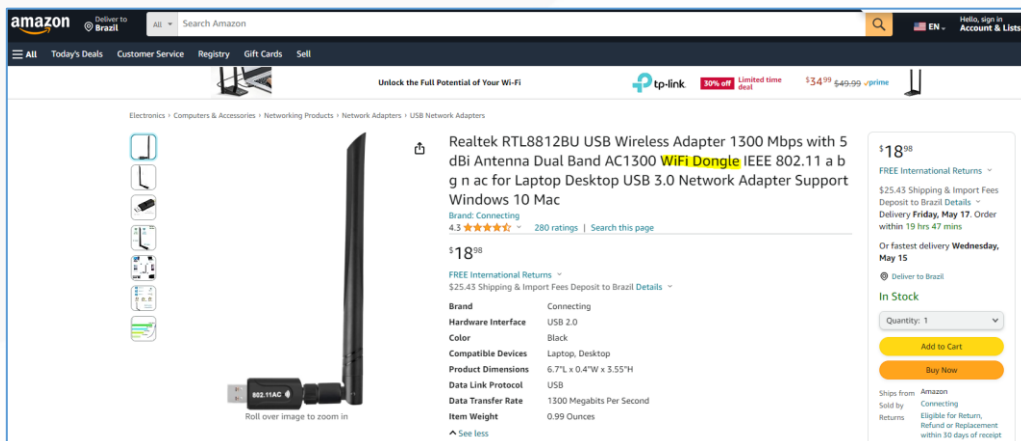 amazon
Deliver to
Brazil
All
Search Amazon
EN
Hello, sign in
Account & Lists
All Today's Deals Customer Service Registry Gift Cards Sell
Unlock the Full Potential of Your Wi-Fi
tp-link
30% off
Limited time
deal
$34⁹⁹ $49.99 prime
Electronics › Computers & Accessories › Networking Products › Network Adapters › USB Network Adapters
Realtek RTL8812BU USB Wireless Adapter 1300 Mbps with 5
dBi Antenna Dual Band AC1300 WiFi Dongle IEEE 802.11 a b
g n ac for Laptop Desktop USB 3.0 Network Adapter Support
Windows 10 Mac
Brand: Connecting
4.3 280 ratings | Search this page
$18⁹⁸
FREE International Returns
$25.43 Shipping & Import Fees Deposit to Brazil Details
Brand Connecting
Hardware Interface USB 2.0
Color Black
Compatible Devices Laptop, Desktop
Product Dimensions 6.7"L x 0.4"W x 3.55"H
Data Link Protocol USB
Data Transfer Rate 1300 Megabits Per Second
Item Weight 0.99 Ounces
See less
802.11AC
Roll over image to zoom in
$18⁹⁸
FREE International Returns
$25.43 Shipping & Import Fees
Deposit to Brazil Details
Delivery Friday, May 17. Order
within 19 hrs 47 mins
Or fastest delivery Wednesday,
May 15
Deliver to Brazil
In Stock
Quantity: 1
Add to Cart
Buy Now
Ships from Amazon
Sold by Connecting
Returns Eligible for Return,
Refund or Replacement
within 30 days of receipt